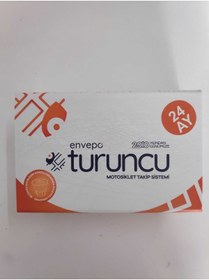 24
AY
envepo
turuncu
MOTOSİKLET TAKİP SİSTEMİ